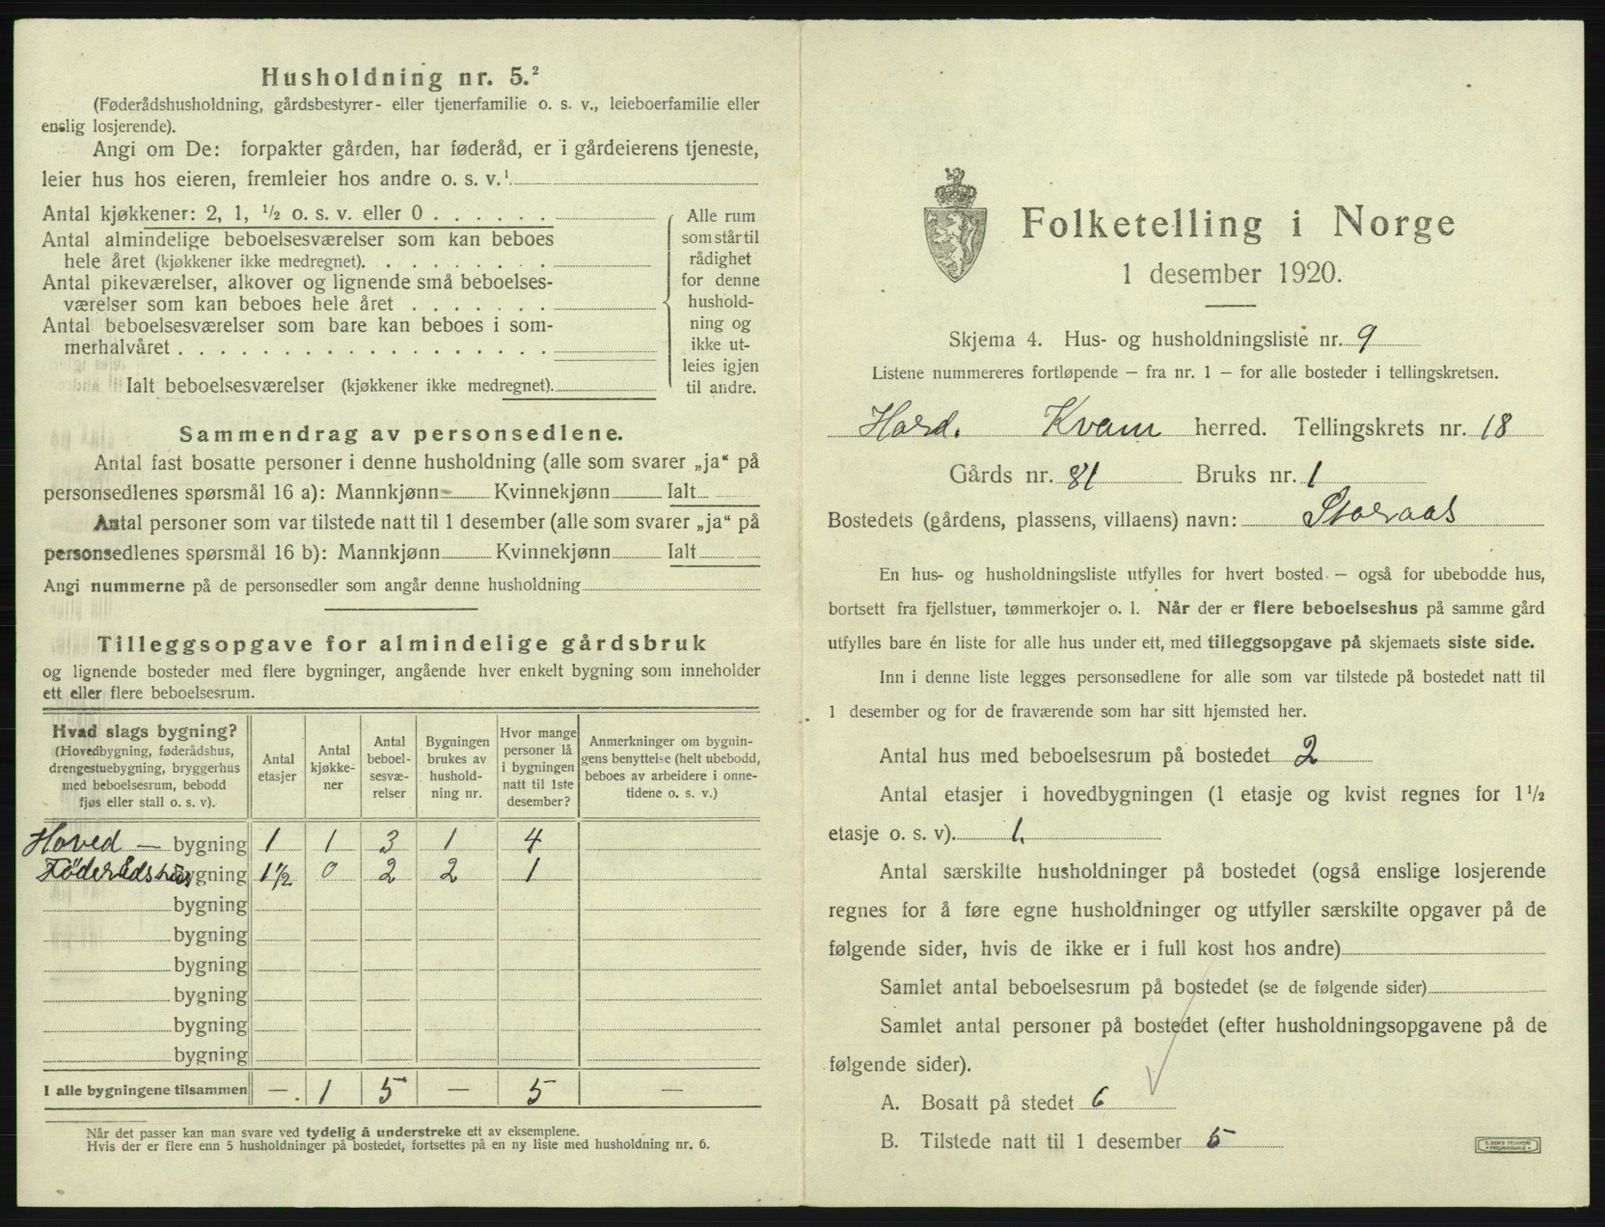 Husholdning nr. 5.²
(Føderådshusholdning, gårdsbestyrer- eller tjenerfamilie o. s. v., leieboerfamilie eller
enslig losjerende).
Angi om De: forpakter gården, har føderåd, er i gårdeierens tjeneste,
leier hus hos eieren, fremleier hos andre o. s. v.¹
Antal kjøkkener: 2, 1, ½ o. s. v. eller 0 . . . . . .
Antal almindelige beboelsesværelser som kan beboes
hele året (kjøkkener ikke medregnet). . . . . . . . .
Antal pikeværelser, alkover og lignende små beboelses-
værelser som kan beboes hele året . . . . . . .
Antal beboelsesværelser som bare kan beboes i som-
merhalvåret . . . . . . . . . . . . . . . . .
Ialt beboelsesværelser (kjøkkener ikke medregnet).
Alle rum
som står til
rådighet
for denne
hushold-
ning og
ikke ut-
leies igjen
til andre.
Sammendrag av personsedlene.
Antal fast bosatte personer i denne husholdning (alle som svarer „ja“ på
personsedlenes spørsmål 16 a): Mannkjønn Kvinnekjønn Ialt
Antal personer som var tilstede natt til 1 desember (alle som svarer „ja“ på
personsedlenes spørsmål 16 b): Mannkjønn Kvinnekjønn Ialt
Angi nummerne på de personsedler som angår denne husholdning
Tilleggsopgave for almindelige gårdsbruk
og lignende bosteder med flere bygninger, angående hver enkelt bygning som inneholder
ett eller flere beboelsesrum.
Hvad slags bygning?
(Hovedbygning, føderådshus,
drengestuebygning, bryggerhus
med beboelsesrum, bebodd
fjøs eller stall o. s. v).
Antal
etasjer
Antal
kjøkke-
ner
Antal
beboel-
sesvæ-
relser
Bygningen
brukes av
hushold-
ning nr.
Hvor mange
personer lå
i bygningen
natt til 1ste
desember?
Anmerkninger om bygnin-
gens benyttelse (helt ubebodd,
beboes av arbeidere i onne-
tidene o. s. v.)
Hoved — bygning 1 1 3 1 4
Føderådshus bygning 1½ 0 2 2 1
bygning
bygning
bygning
bygning
bygning
bygning
I alle bygningene tilsammen — . 1 5 — 5 —
Når det passer kan man svare ved tydelig å understreke ett av eksemplene.
Hvis der er flere enn 5 husholdninger på bostedet, fortsettes på en ny liste med husholdning nr. 6.
Folketelling i Norge
1 desember 1920.
Skjema 4. Hus- og husholdningsliste nr. 9
Listene nummereres fortløpende — fra nr. 1 — for alle bosteder i tellingskretsen.
Hard. Kvam herred. Tellingskrets nr. 18
Gårds nr. 81 Bruks nr. 1
Bostedets (gårdens, plassens, villaens) navn: Storaas
En hus- og husholdningsliste utfylles for hvert bosted — også for ubebodde hus,
bortsett fra fjellstuer, tømmerkojer o. l. Når der er flere beboelseshus på samme gård
utfylles bare én liste for alle hus under ett, med tilleggsopgave på skjemaets siste side.
Inn i denne liste legges personsedlene for alle som var tilstede på bostedet natt til
1 desember og for de fraværende som har sitt hjemsted her.
Antal hus med beboelsesrum på bostedet 2
Antal etasjer i hovedbygningen (1 etasje og kvist regnes for 1½
etasje o. s. v). 1.
Antal særskilte husholdninger på bostedet (også enslige losjerende
regnes for å føre egne husholdninger og utfyller særskilte opgaver på de
følgende sider, hvis de ikke er i full kost hos andre)
Samlet antal beboelsesrum på bostedet (se de følgende sider)
Samlet antal personer på bostedet (efter husholdningsopgavene på de
følgende sider).
A. Bosatt på stedet 6
B. Tilstede natt til 1 desember 5